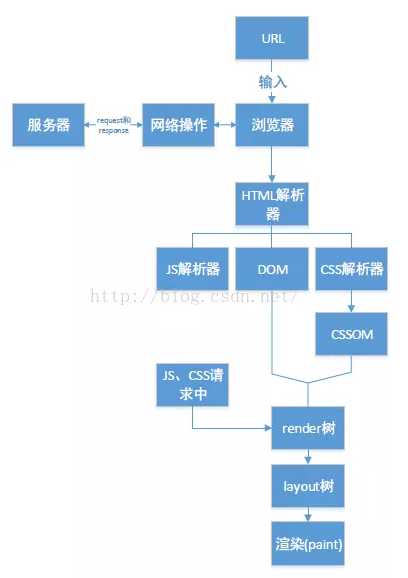 URL
输入
服务器
request和
response
网络操作
浏览器
HTML解析
器
JS解析器
DOM
CSS解析器
http://blog.csdn.net/
CSSOM
JS、CSS请
求中
render树
layout树
渲染(paint)